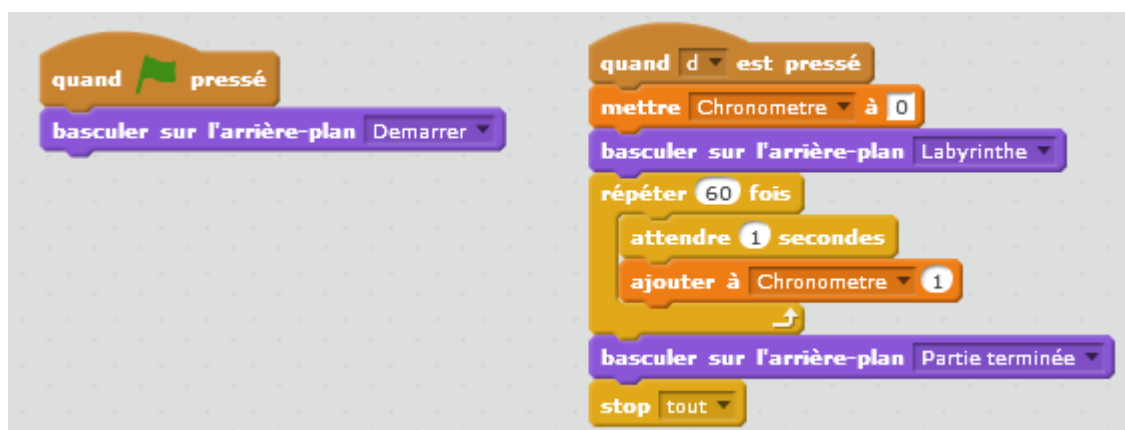 quand pressé
basculer sur l'arrière-plan Demarrer
quand d est pressé
mettre Chronometre à 0
basculer sur l'arrière-plan Labyrinthe
répéter 60 fois
attendre 1 secondes
ajouter à Chronometre 1
basculer sur l'arrière-plan Partie terminée
stop tout